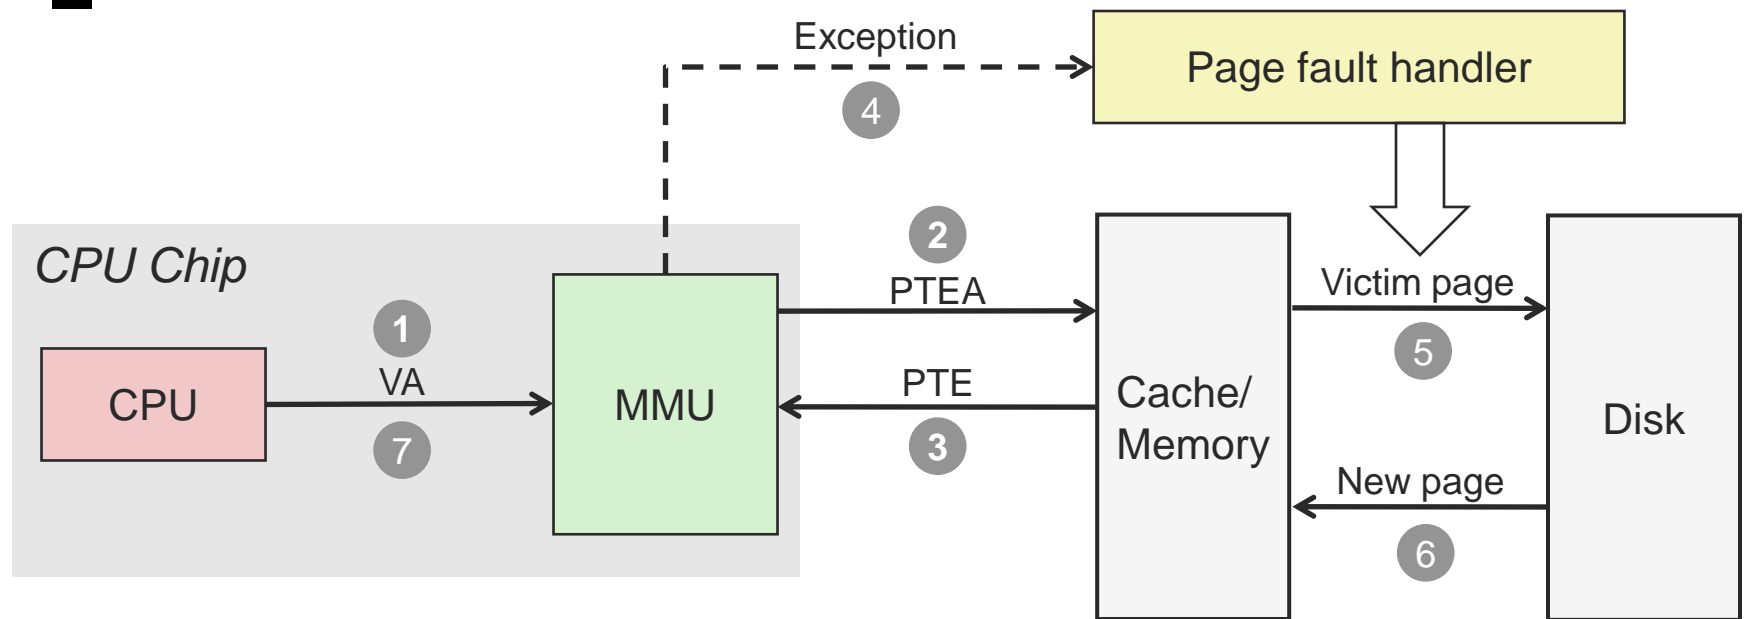 Exception
Page fault handler
4
CPU Chip
2
PTEA
Victim page
1
5
VA
PTE
CPU
MMU
Cache/
Memory
Disk
7
3
New page
6